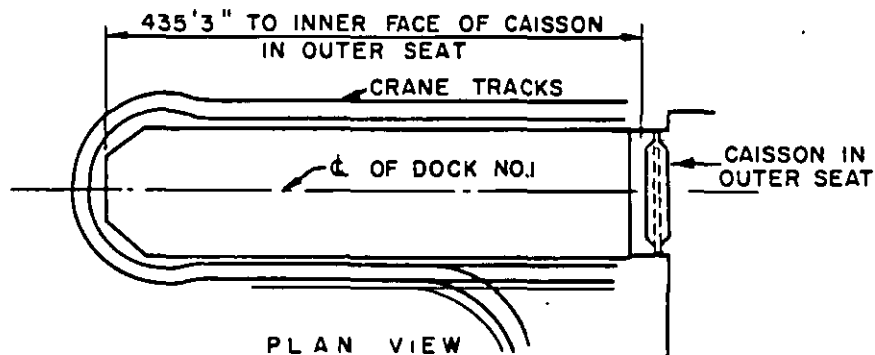 435'3" TO INNER FACE OF CAISSON
IN OUTER SEAT
CRANE TRACKS
℄ OF DOCK NO.1
CAISSON IN
OUTER SEAT
PLAN VIEW